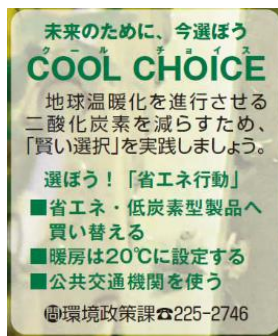 未来のために、今選ぼう
クール チョイス
COOL CHOICE
地球温暖化を進行させる
二酸化炭素を減らすため、
「賢い選択」を実践しましょう。
選ぼう！「省エネ行動」
■省エネ・低炭素型製品へ
買い替える
■暖房は20℃に設定する
■公共交通機関を使う
㉄環境政策課☎225-2746